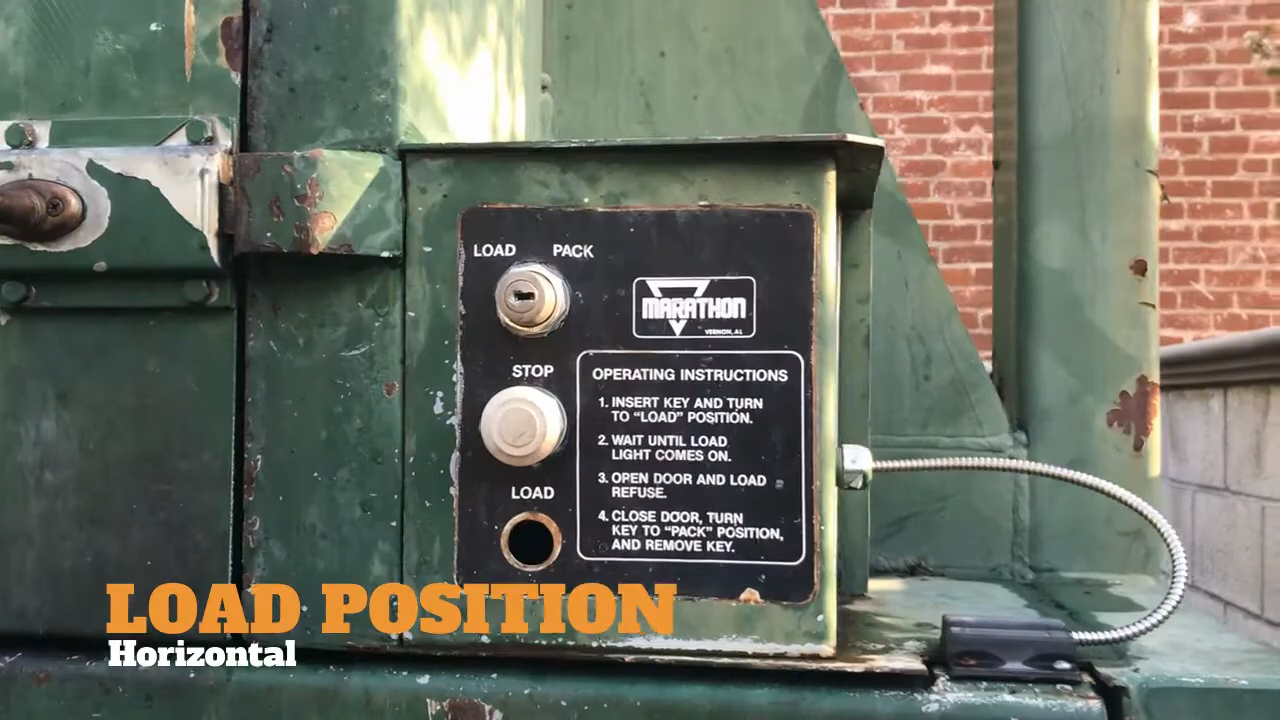 LOAD PACK
MARATHON
VERNON, AL
STOP
OPERATING INSTRUCTIONS
1. INSERT KEY AND TURN
TO “LOAD” POSITION.
2. WAIT UNTIL LOAD
LIGHT COMES ON.
3. OPEN DOOR AND LOAD
REFUSE.
4. CLOSE DOOR, TURN
KEY TO “PACK” POSITION,
AND REMOVE KEY.
LOAD
LOAD POSITION
Horizontal